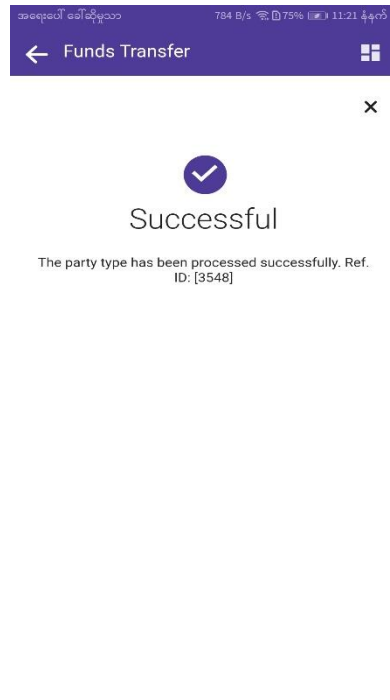 အရေးပေါ် ခေါ်ဆိုမှုသာ 784 B/s 75% 11:21 နံနက်
Funds Transfer
Successful
The party type has been processed successfully. Ref.
ID: [3548]